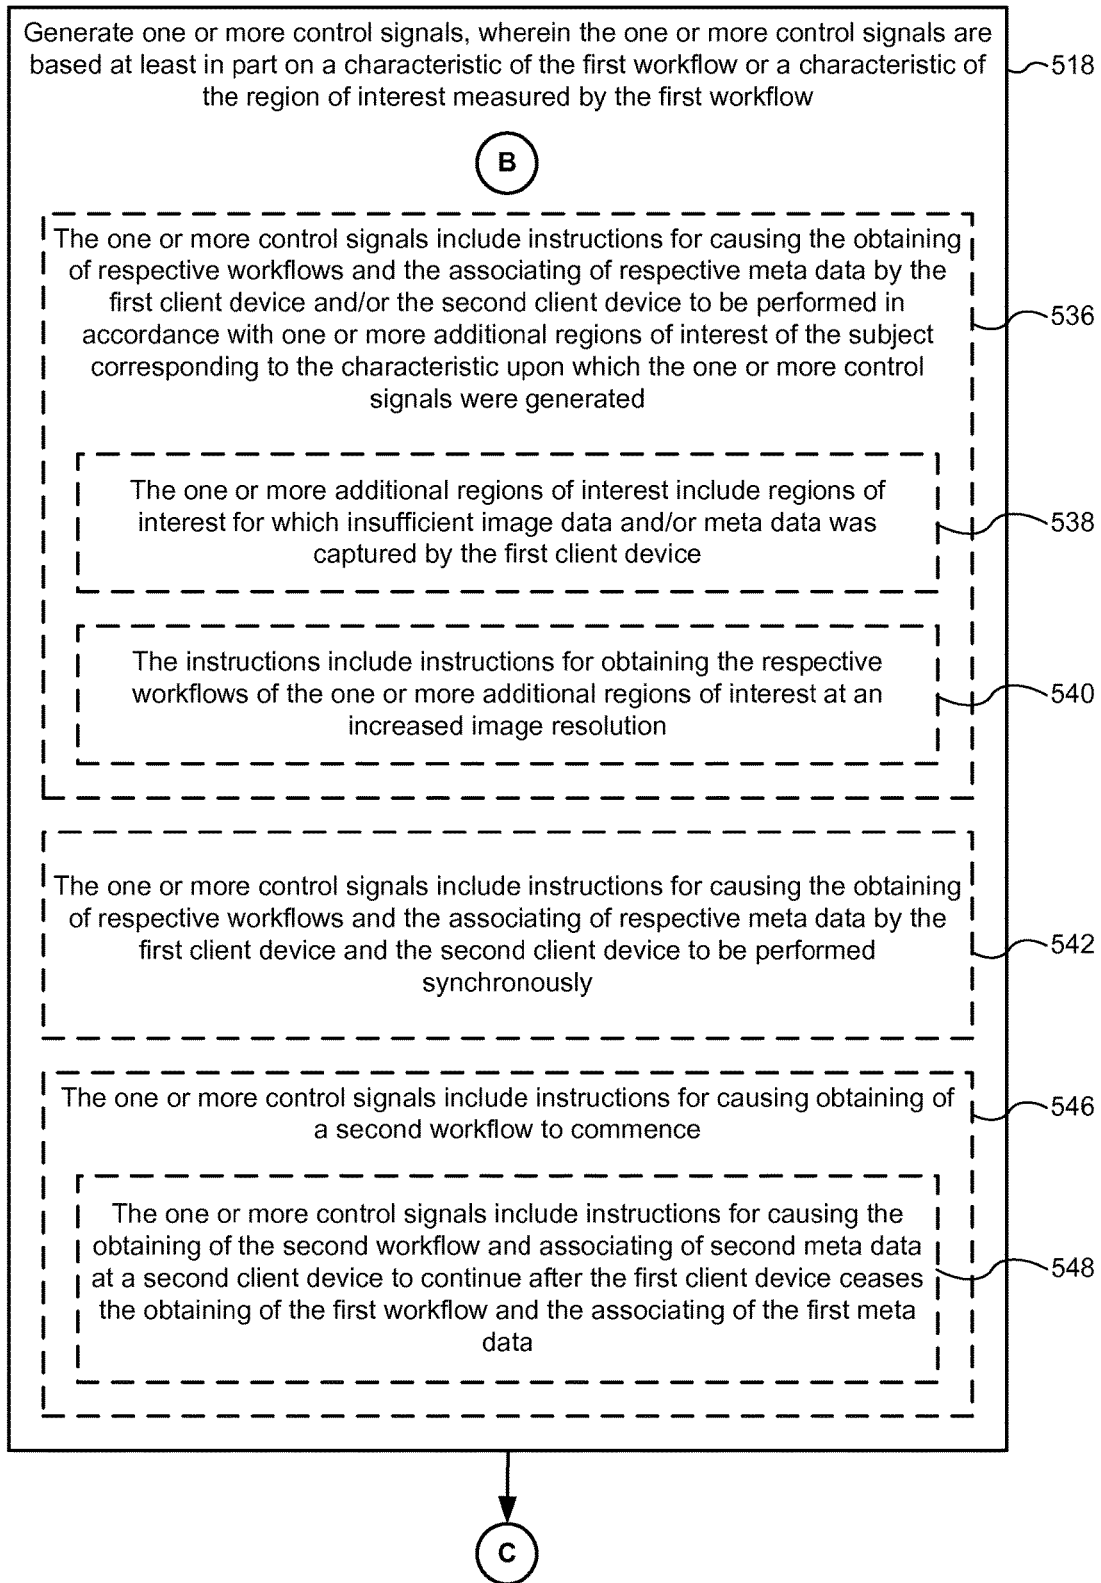 Generate one or more control signals, wherein the one or more control signals are
based at least in part on a characteristic of the first workflow or a characteristic of
the region of interest measured by the first workflow
518
B
The one or more control signals include instructions for causing the obtaining
of respective workflows and the associating of respective meta data by the
first client device and/or the second client device to be performed in
accordance with one or more additional regions of interest of the subject
corresponding to the characteristic upon which the one or more control
signals were generated
536
The one or more additional regions of interest include regions of
interest for which insufficient image data and/or meta data was
captured by the first client device
538
The instructions include instructions for obtaining the respective
workflows of the one or more additional regions of interest at an
increased image resolution
540
The one or more control signals include instructions for causing the obtaining
of respective workflows and the associating of respective meta data by the
first client device and the second client device to be performed
synchronously
542
The one or more control signals include instructions for causing obtaining of
a second workflow to commence
546
The one or more control signals include instructions for causing the
obtaining of the second workflow and associating of second meta data
at a second client device to continue after the first client device ceases
the obtaining of the first workflow and the associating of the first meta
data
548
C